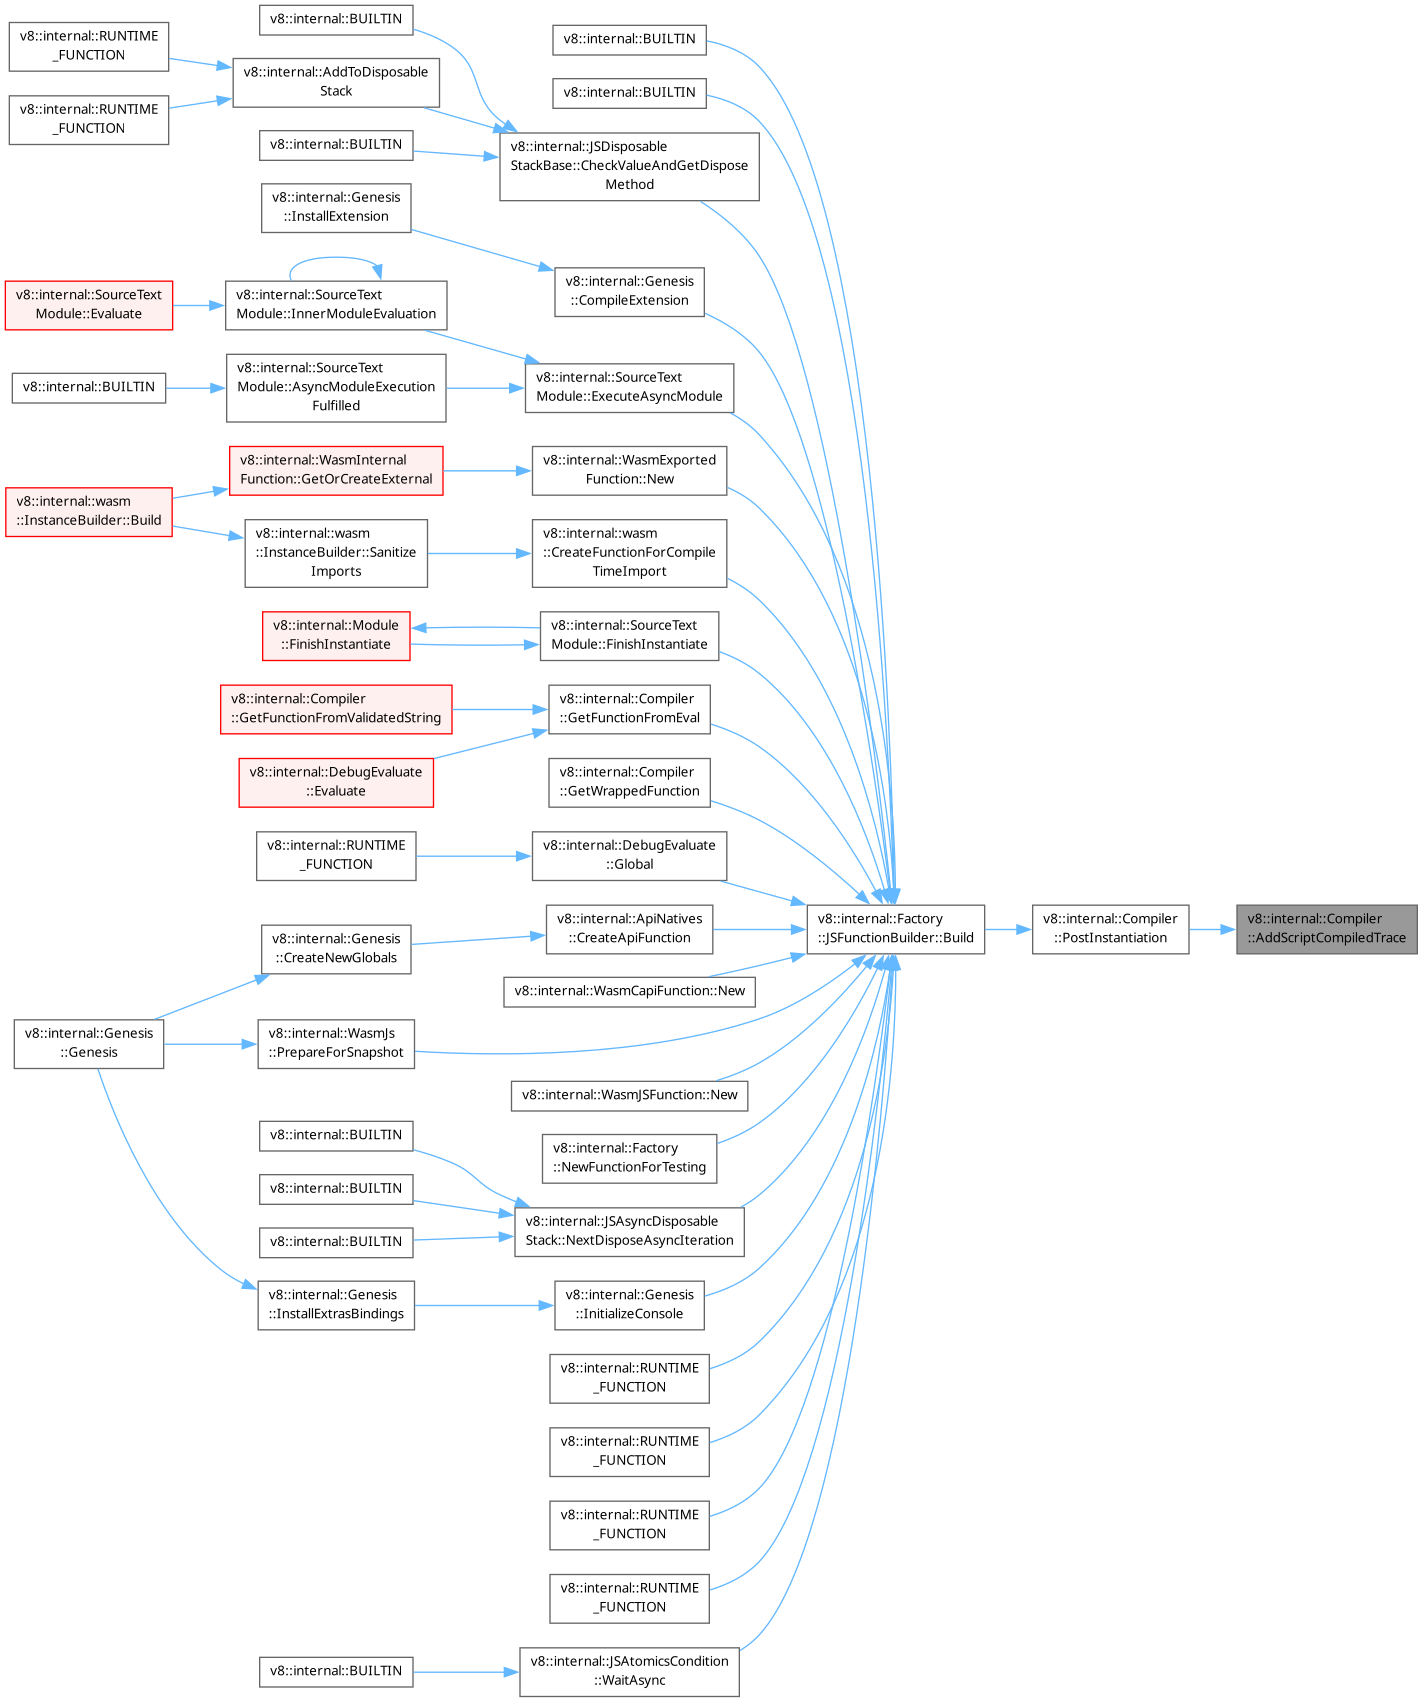 v8::internal::BUILTIN
v8::internal::RUNTIME
_FUNCTION
v8::internal::BUILTIN
v8::internal::AddToDisposable
Stack
v8::internal::BUILTIN
v8::internal::RUNTIME
_FUNCTION
v8::internal::BUILTIN
v8::internal::JSDisposable
StackBase::CheckValueAndGetDispose
Method
v8::internal::Genesis
::InstallExtension
v8::internal::Genesis
::CompileExtension
v8::internal::SourceText
Module::Evaluate
v8::internal::SourceText
Module::InnerModuleEvaluation
v8::internal::BUILTIN
v8::internal::SourceText
Module::AsyncModuleExecution
Fulfilled
v8::internal::SourceText
Module::ExecuteAsyncModule
v8::internal::WasmInternal
Function::GetOrCreateExternal
v8::internal::WasmExported
Function::New
v8::internal::wasm
::InstanceBuilder::Build
v8::internal::wasm
::InstanceBuilder::Sanitize
Imports
v8::internal::wasm
::CreateFunctionForCompile
TimeImport
v8::internal::Module
::FinishInstantiate
v8::internal::SourceText
Module::FinishInstantiate
v8::internal::Compiler
::GetFunctionFromValidatedString
v8::internal::Compiler
::GetFunctionFromEval
v8::internal::DebugEvaluate
::Evaluate
v8::internal::Compiler
::GetWrappedFunction
v8::internal::RUNTIME
_FUNCTION
v8::internal::DebugEvaluate
::Global
v8::internal::Genesis
::CreateNewGlobals
v8::internal::ApiNatives
::CreateApiFunction
v8::internal::Factory
::JSFunctionBuilder::Build
v8::internal::Compiler
::PostInstantiation
v8::internal::Compiler
::AddScriptCompiledTrace
v8::internal::WasmCapiFunction::New
v8::internal::Genesis
::Genesis
v8::internal::WasmJs
::PrepareForSnapshot
v8::internal::WasmJSFunction::New
v8::internal::BUILTIN
v8::internal::Factory
::NewFunctionForTesting
v8::internal::BUILTIN
v8::internal::BUILTIN
v8::internal::JSAsyncDisposable
Stack::NextDisposeAsyncIteration
v8::internal::Genesis
::InstallExtrasBindings
v8::internal::Genesis
::InitializeConsole
v8::internal::RUNTIME
_FUNCTION
v8::internal::RUNTIME
_FUNCTION
v8::internal::RUNTIME
_FUNCTION
v8::internal::RUNTIME
_FUNCTION
v8::internal::BUILTIN
v8::internal::JSAtomicsCondition
::WaitAsync